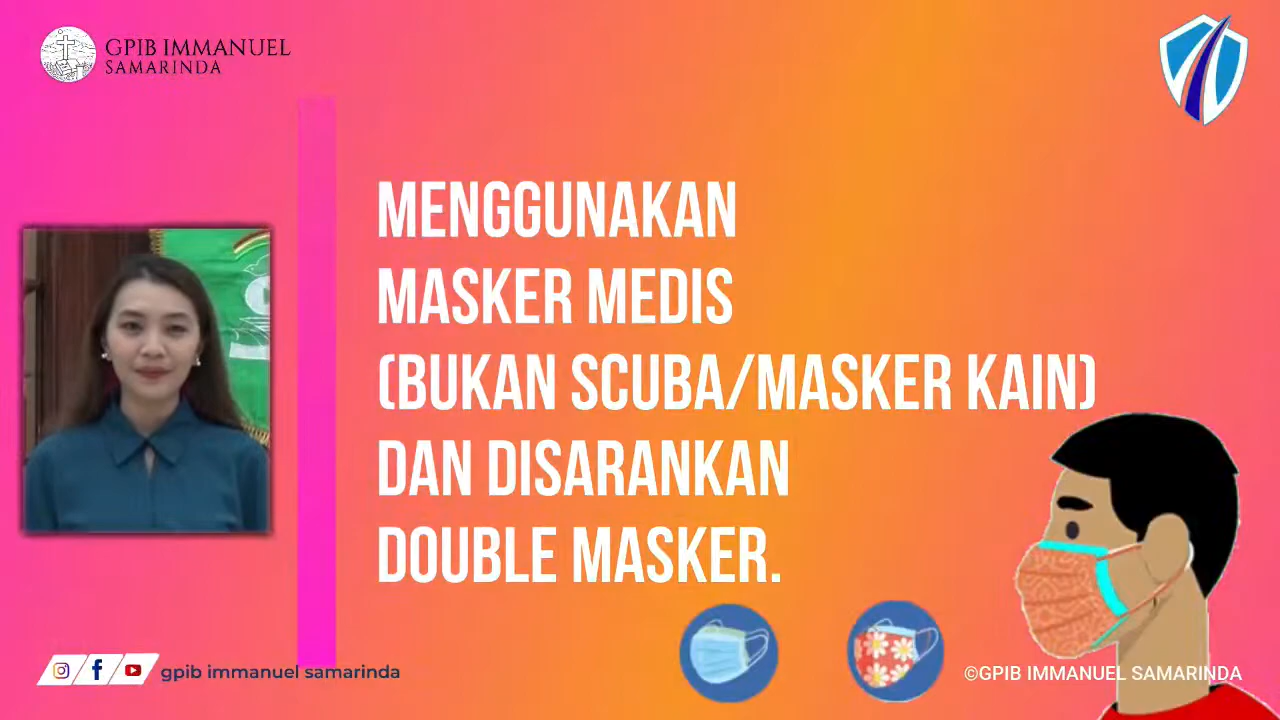 GPIB IMMANUEL
SAMARINDA
MENGGUNAKAN
MASKER MEDIS
(BUKAN SCUBA/MASKER KAIN)
DAN DISARANKAN
DOUBLE MASKER.
gpib immanuel samarinda
©GPIB IMMANUEL SAMARINDA